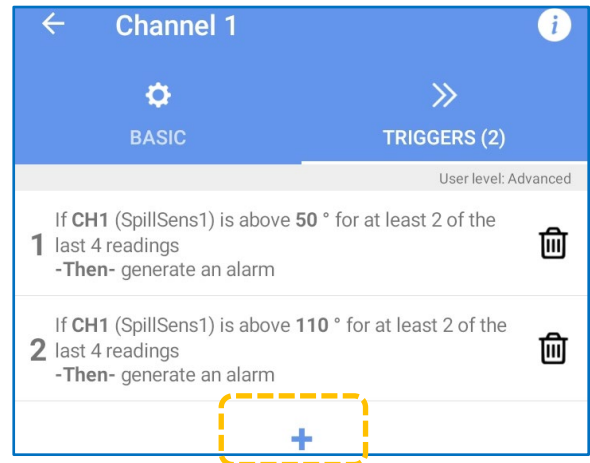 Channel 1
i
BASIC
TRIGGERS (2)
User level: Advanced
If CH1 (SpillSens1) is above 50 ° for at least 2 of the
1 last 4 readings
-Then- generate an alarm
If CH1 (SpillSens1) is above 110 ° for at least 2 of the
2 last 4 readings
-Then- generate an alarm
+